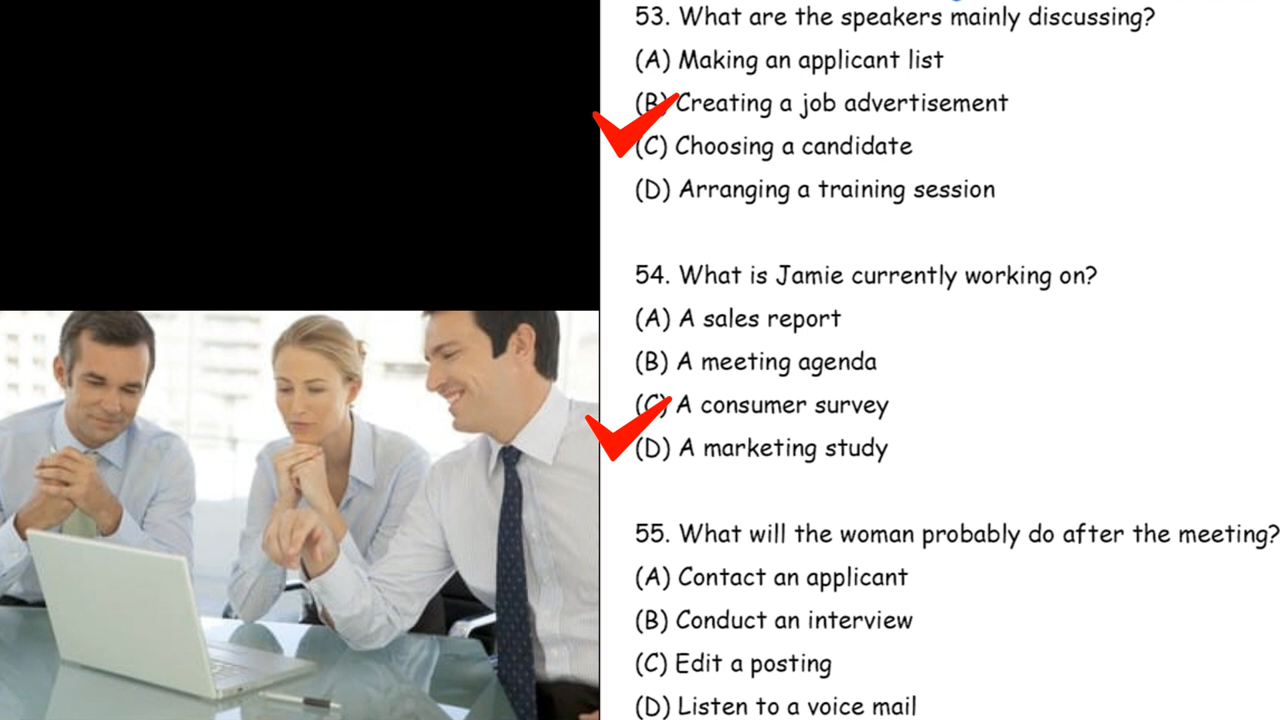 53. What are the speakers mainly discussing?
(A) Making an applicant list
(B) Creating a job advertisement
(C) Choosing a candidate
(D) Arranging a training session
54. What is Jamie currently working on?
(A) A sales report
(B) A meeting agenda
(C) A consumer survey
(D) A marketing study
55. What will the woman probably do after the meeting?
(A) Contact an applicant
(B) Conduct an interview
(C) Edit a posting
(D) Listen to a voice mail